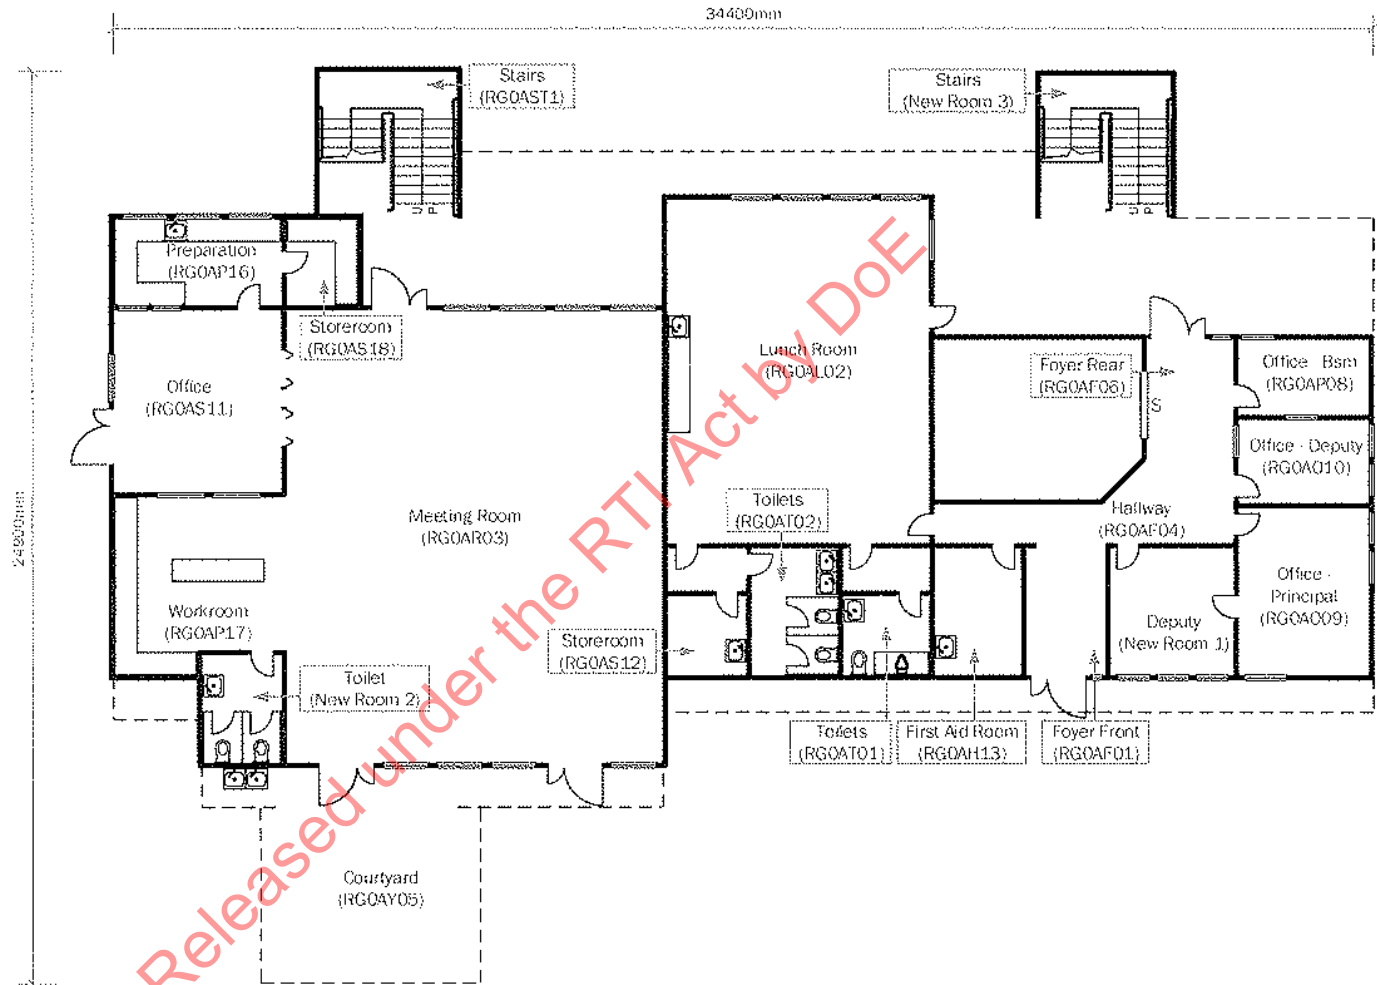 34400mm
24800mm
Stairs
(RG0AST1)
Stairs
(New Room 3)
UP
UP
Preparation
(RG0AP16)
Storeroom
(RG0AS18)
Office
(RG0AS11)
Lunch Room
(RG0AL02)
Foyer Rear
(RG0AF06)
S
Office - Bsm
(RG0AP08)
Office - Deputy
(RG0AO10)
Meeting Room
(RG0AR03)
Toilets
(RG0AT02)
Hallway
(RG0AF04)
Office -
Principal
(RG0AO09)
Workroom
(RG0AP17)
Storeroom
(RG0AS12)
Deputy
(New Room 1)
Toilet
(New Room 2)
Toilets
(RG0AT01)
First Aid Room
(RG0AH13)
Foyer Front
(RG0AF01)
Courtyard
(RG0AY05)
Released under the RTI Act by DoE